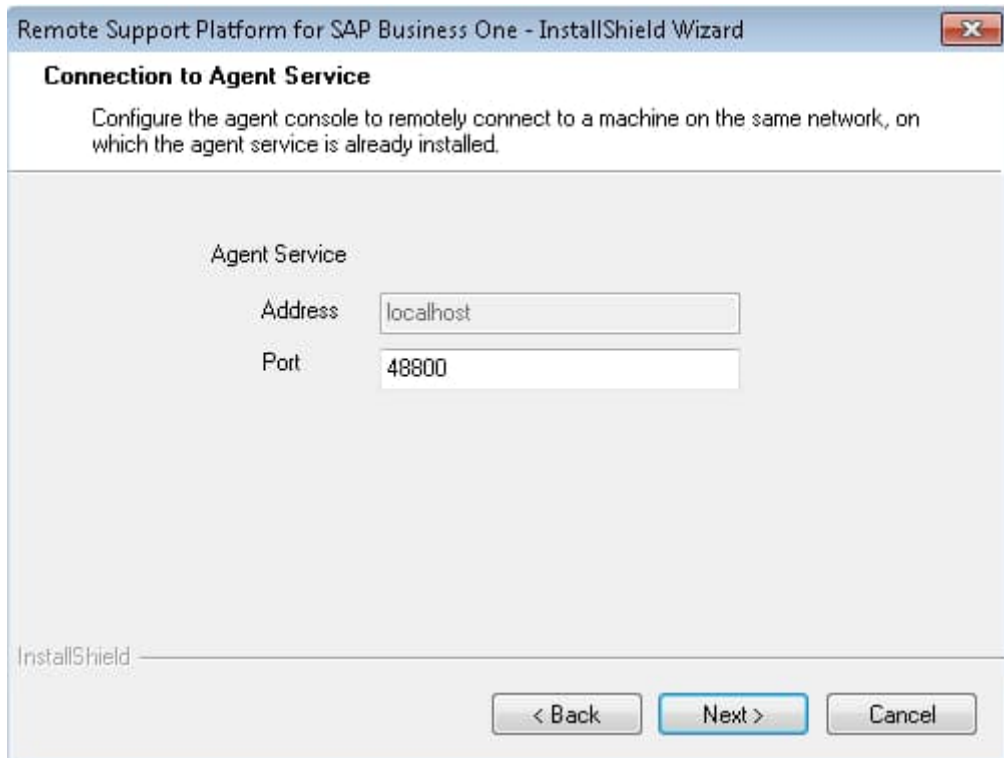 Remote Support Platform for SAP Business One - InstallShield Wizard
Connection to Agent Service
Configure the agent console to remotely connect to a machine on the same network, on
which the agent service is already installed.
Agent Service
Address localhost
Port 48800
InstallShield
< Back Next > Cancel